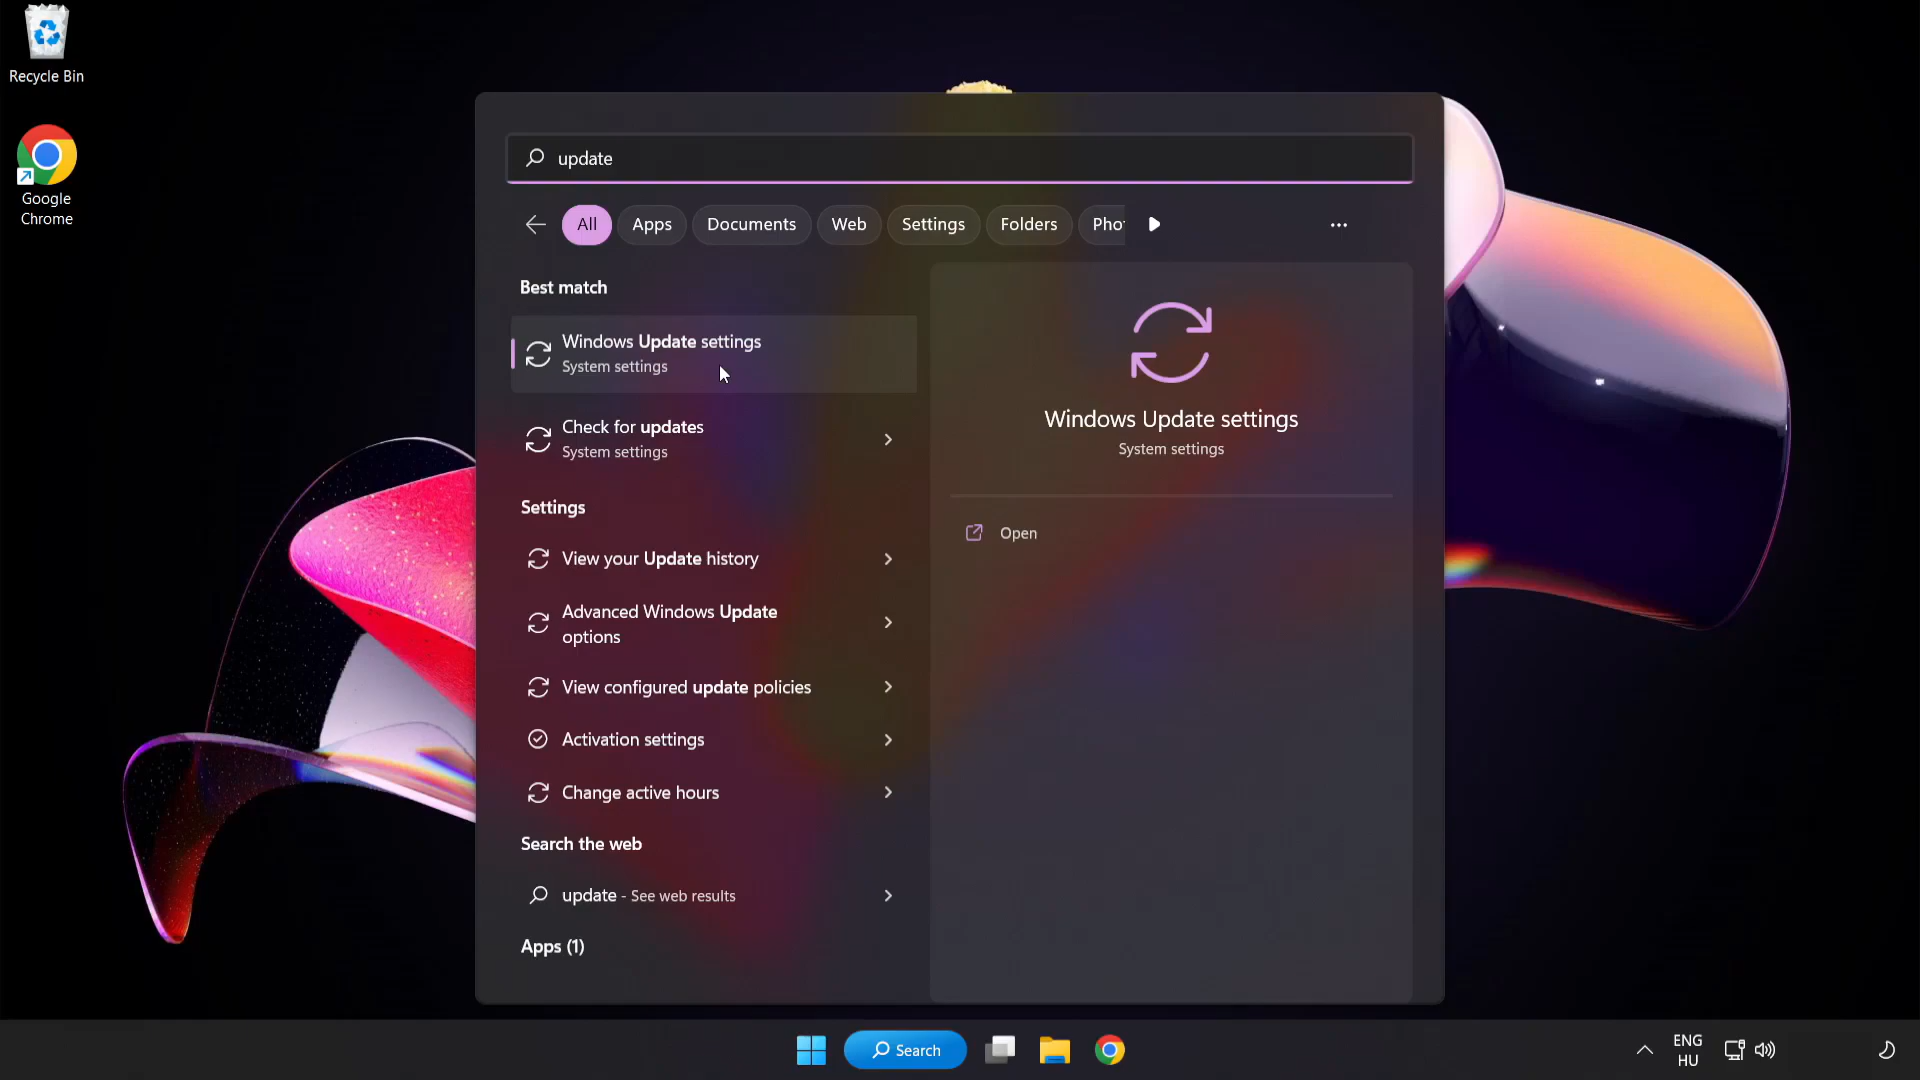 Recycle Bin
Google
Chrome
update
All
Apps
Documents
Web
Settings
Folders
Pho
Best match
Windows Update settings
System settings
Check for updates
System settings
Settings
View your Update history
Advanced Windows Update
options
View configured update policies
Activation settings
Change active hours
Search the web
update - See web results
Apps (1)
Windows Update settings
System settings
Open
Search
ENG
HU